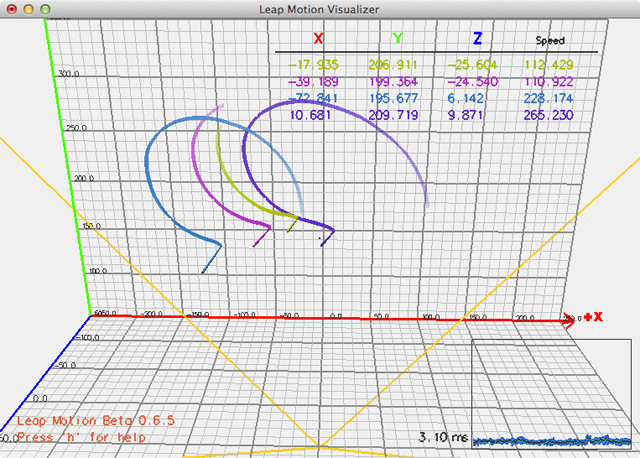 Leap Motion Visualizer
X Y Z Speed
-17.935 206.911 -25.604 112.429
-39.189 199.364 -24.540 110.922
-72.841 195.677 6.142 228.174
10.681 209.719 9.871 265.230
300.0
250.0
200.0
150.0
100.0
-200.0 -150.0 -100.0 -50.0 0.0 50.0 100.0 150.0 200.0 +X
-100.0
-50.0
0.0
Leap Motion Beta 0.6.5
Press 'h' for help
3.10 ms